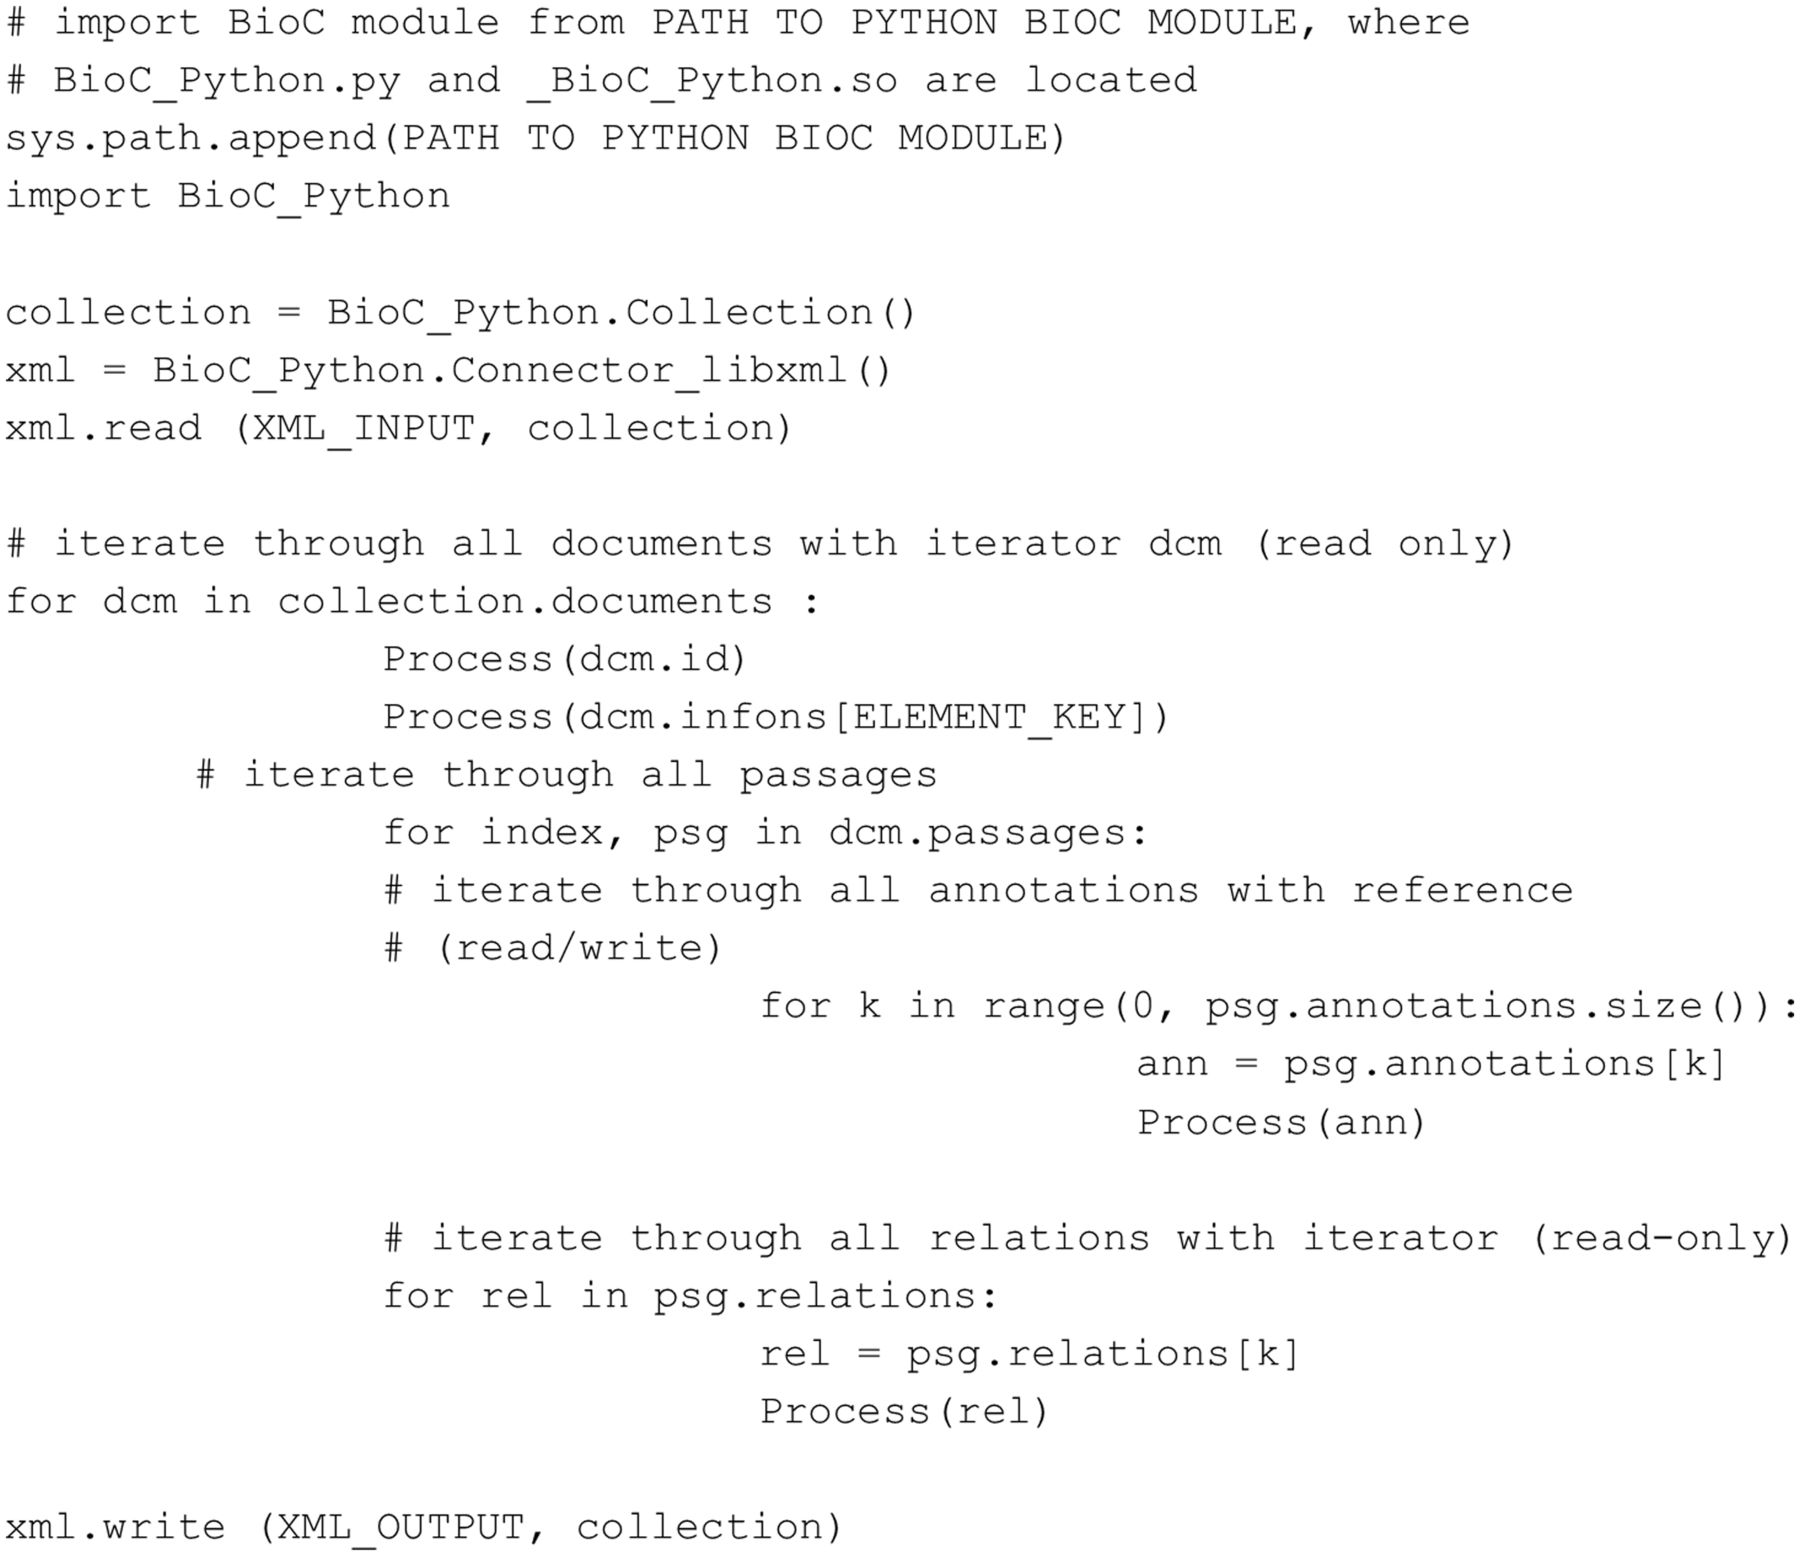 # import BioC module from PATH TO PYTHON BIOC MODULE, where
# BioC_Python.py and _BioC_Python.so are located
sys.path.append(PATH TO PYTHON BIOC MODULE)
import BioC_Python

collection = BioC_Python.Collection()
xml = BioC_Python.Connector_libxml()
xml.read (XML_INPUT, collection)

# iterate through all documents with iterator dcm (read only)
for dcm in collection.documents :
                Process(dcm.id)
                Process(dcm.infons[ELEMENT_KEY])
        # iterate through all passages
                for index, psg in dcm.passages:
                # iterate through all annotations with reference
                # (read/write)
                                for k in range(0, psg.annotations.size()):
                                                ann = psg.annotations[k]
                                                Process(ann)

                # iterate through all relations with iterator (read-only)
                for rel in psg.relations:
                                rel = psg.relations[k]
                                Process(rel)

xml.write (XML_OUTPUT, collection)